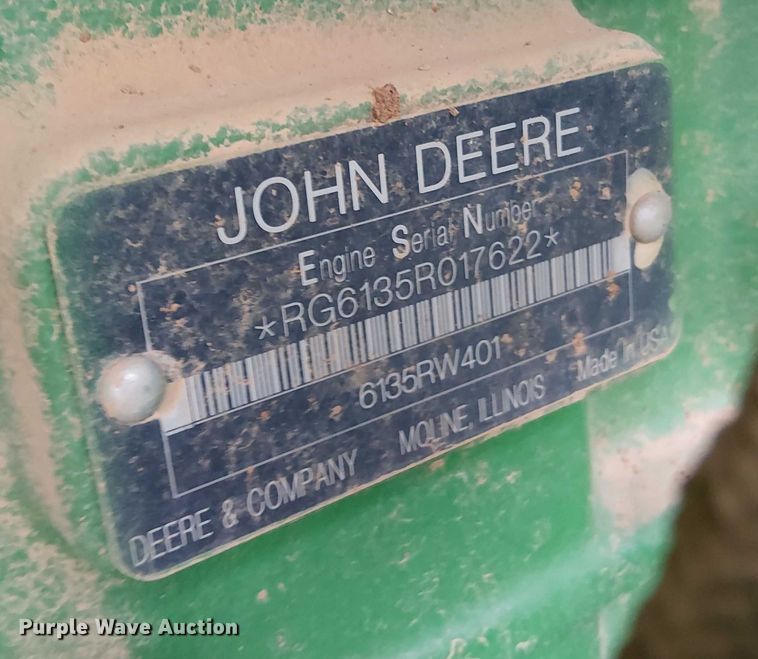 JOHN DEERE
Engine Serial Number
*RG6135R017622*
6135RW401
DEERE & COMPANY MOLINE, ILLINOIS Made In USA
Purple Wave Auction